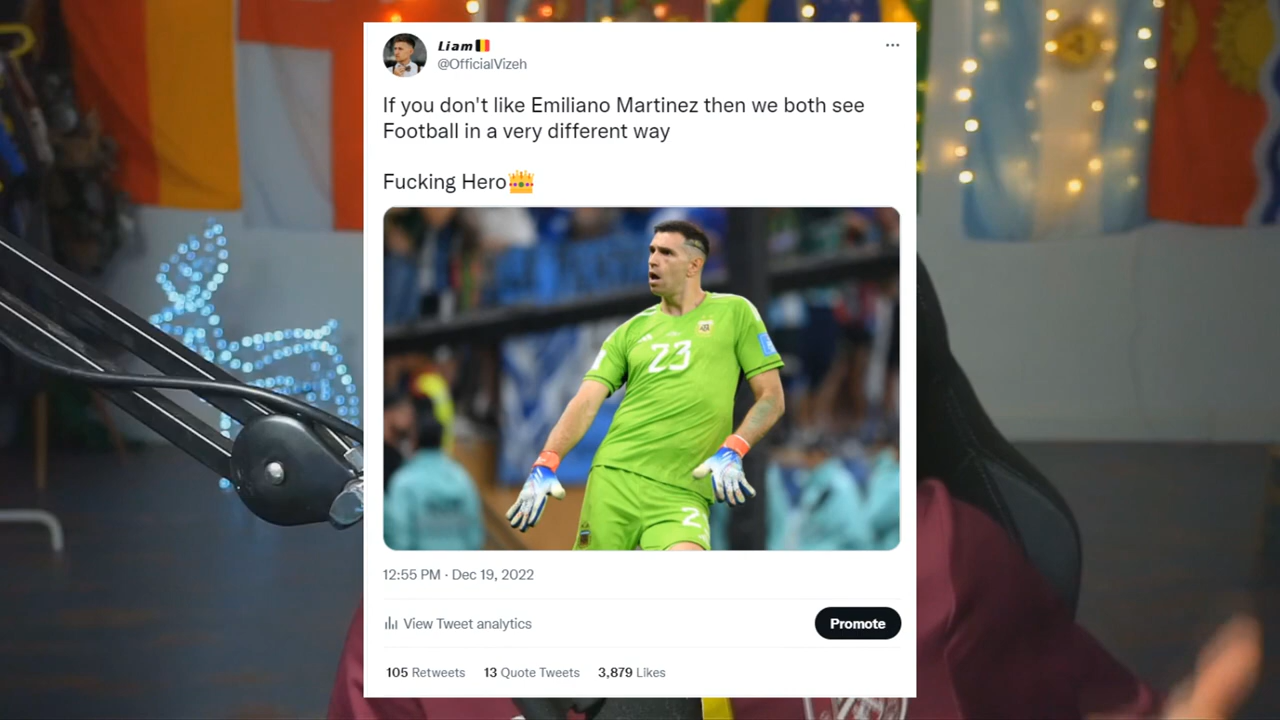 Liam🇧🇪
@OfficialVizeh
If you don't like Emiliano Martinez then we both see
Football in a very different way
Fucking Hero👑
23
2
12:55 PM · Dec 19, 2022
View Tweet analytics
Promote
105 Retweets 13 Quote Tweets 3,879 Likes